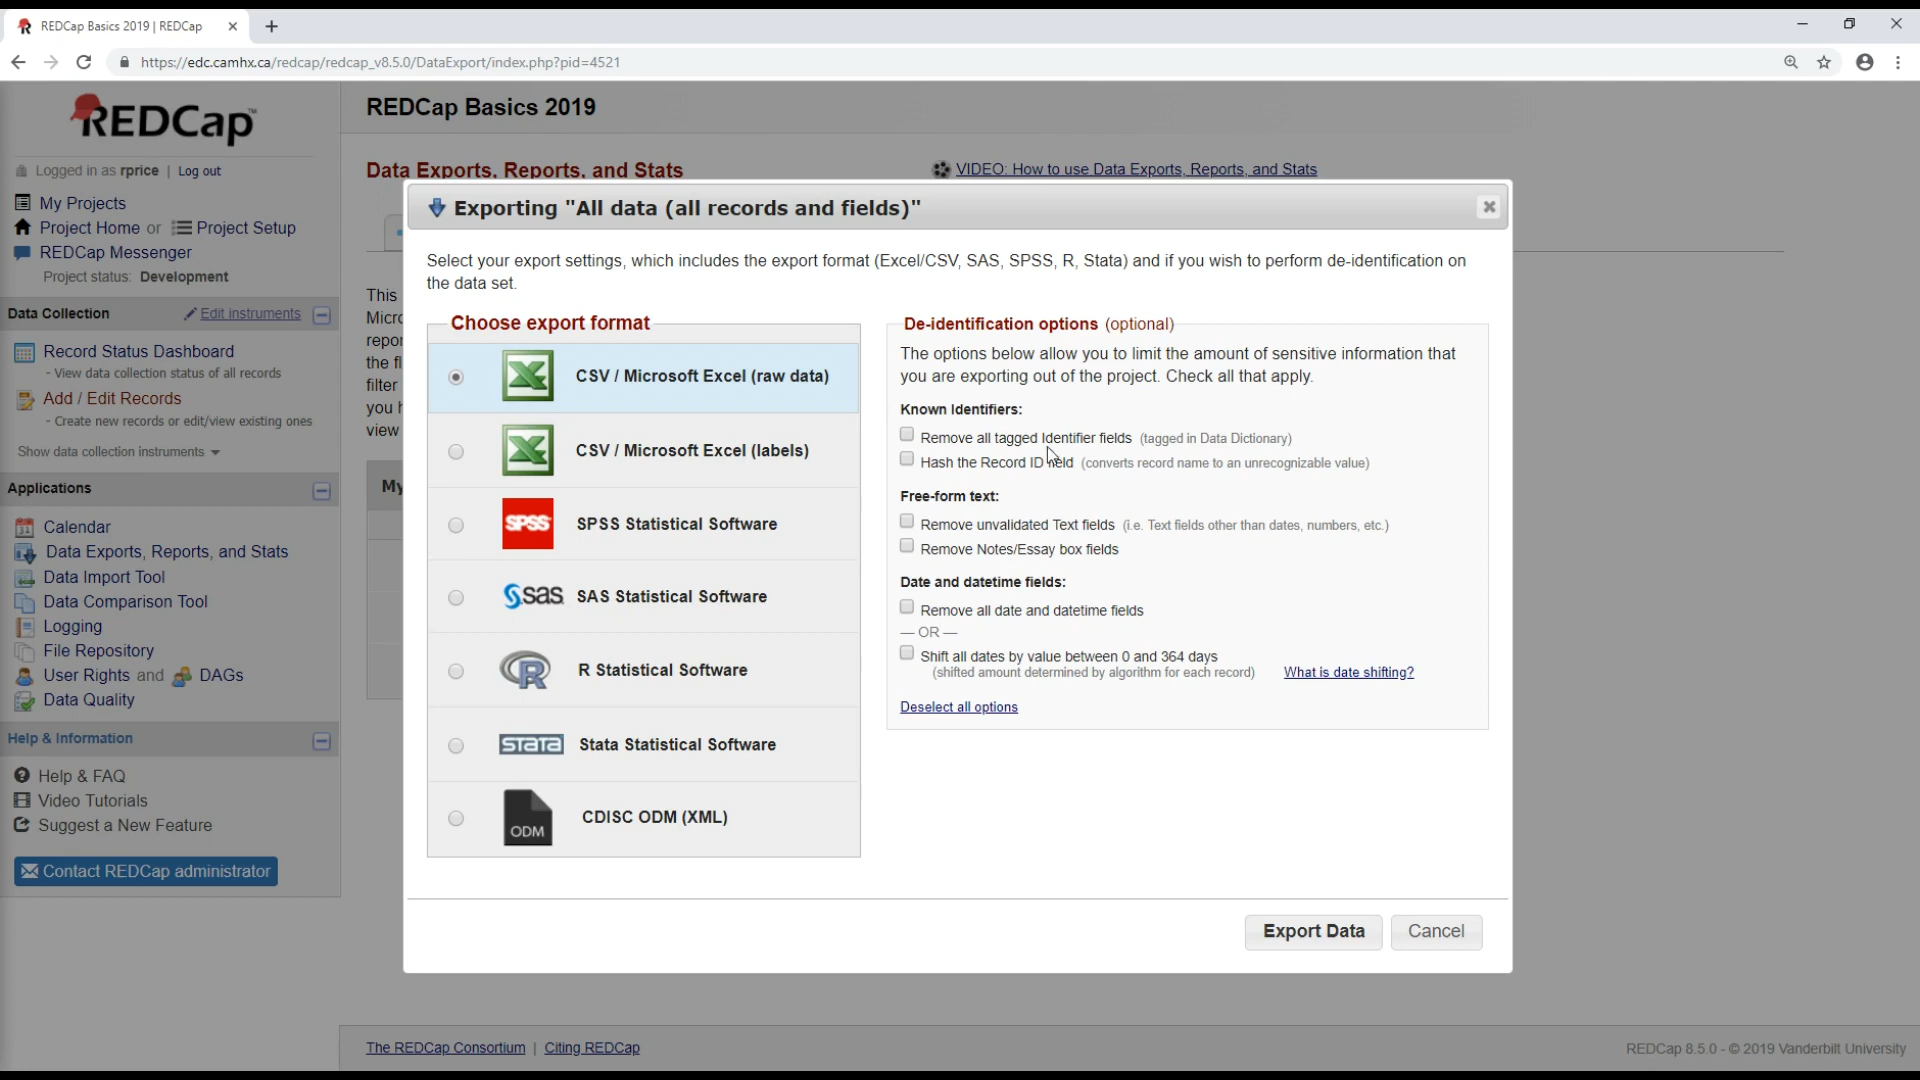 REDCap Basics 2019 | REDCap
https://edc.camhx.ca/redcap/redcap_v8.5.0/DataExport/index.php?pid=4521
REDCap
Logged in as rprice | Log out
My Projects
Project Home or Project Setup
REDCap Messenger
Project status: Development
Data Collection Edit instruments
Record Status Dashboard
- View data collection status of all records
Add / Edit Records
- Create new records or edit/view existing ones
Show data collection instruments
Applications
Calendar
Data Exports, Reports, and Stats
Data Import Tool
Data Comparison Tool
Logging
File Repository
User Rights and DAGs
Data Quality
Help & Information
Help & FAQ
Video Tutorials
Suggest a New Feature
Contact REDCap administrator
REDCap Basics 2019
Data Exports, Reports, and Stats
VIDEO: How to use Data Exports, Reports, and Stats
This
the
filter
view
My
Exporting "All data (all records and fields)"
Select your export settings, which includes the export format (Excel/CSV, SAS, SPSS, R, Stata) and if you wish to perform de-identification on
the data set.
Choose export format
CSV / Microsoft Excel (raw data)
CSV / Microsoft Excel (labels)
SPSS
SPSS Statistical Software
sas
SAS Statistical Software
R
R Statistical Software
stata
Stata Statistical Software
ODM
CDISC ODM (XML)
De-identification options (optional)
The options below allow you to limit the amount of sensitive information that
you are exporting out of the project. Check all that apply.
Known Identifiers:
Remove all tagged Identifier fields (tagged in Data Dictionary)
Hash the Record ID field (converts record name to an unrecognizable value)
Free-form text:
Remove unvalidated Text fields (i.e. Text fields other than dates, numbers, etc.)
Remove Notes/Essay box fields
Date and datetime fields:
Remove all date and datetime fields
— OR —
Shift all dates by value between 0 and 364 days
(shifted amount determined by algorithm for each record) What is date shifting?
Deselect all options
Export Data
Cancel
The REDCap Consortium | Citing REDCap
REDCap 8.5.0 - © 2019 Vanderbilt University